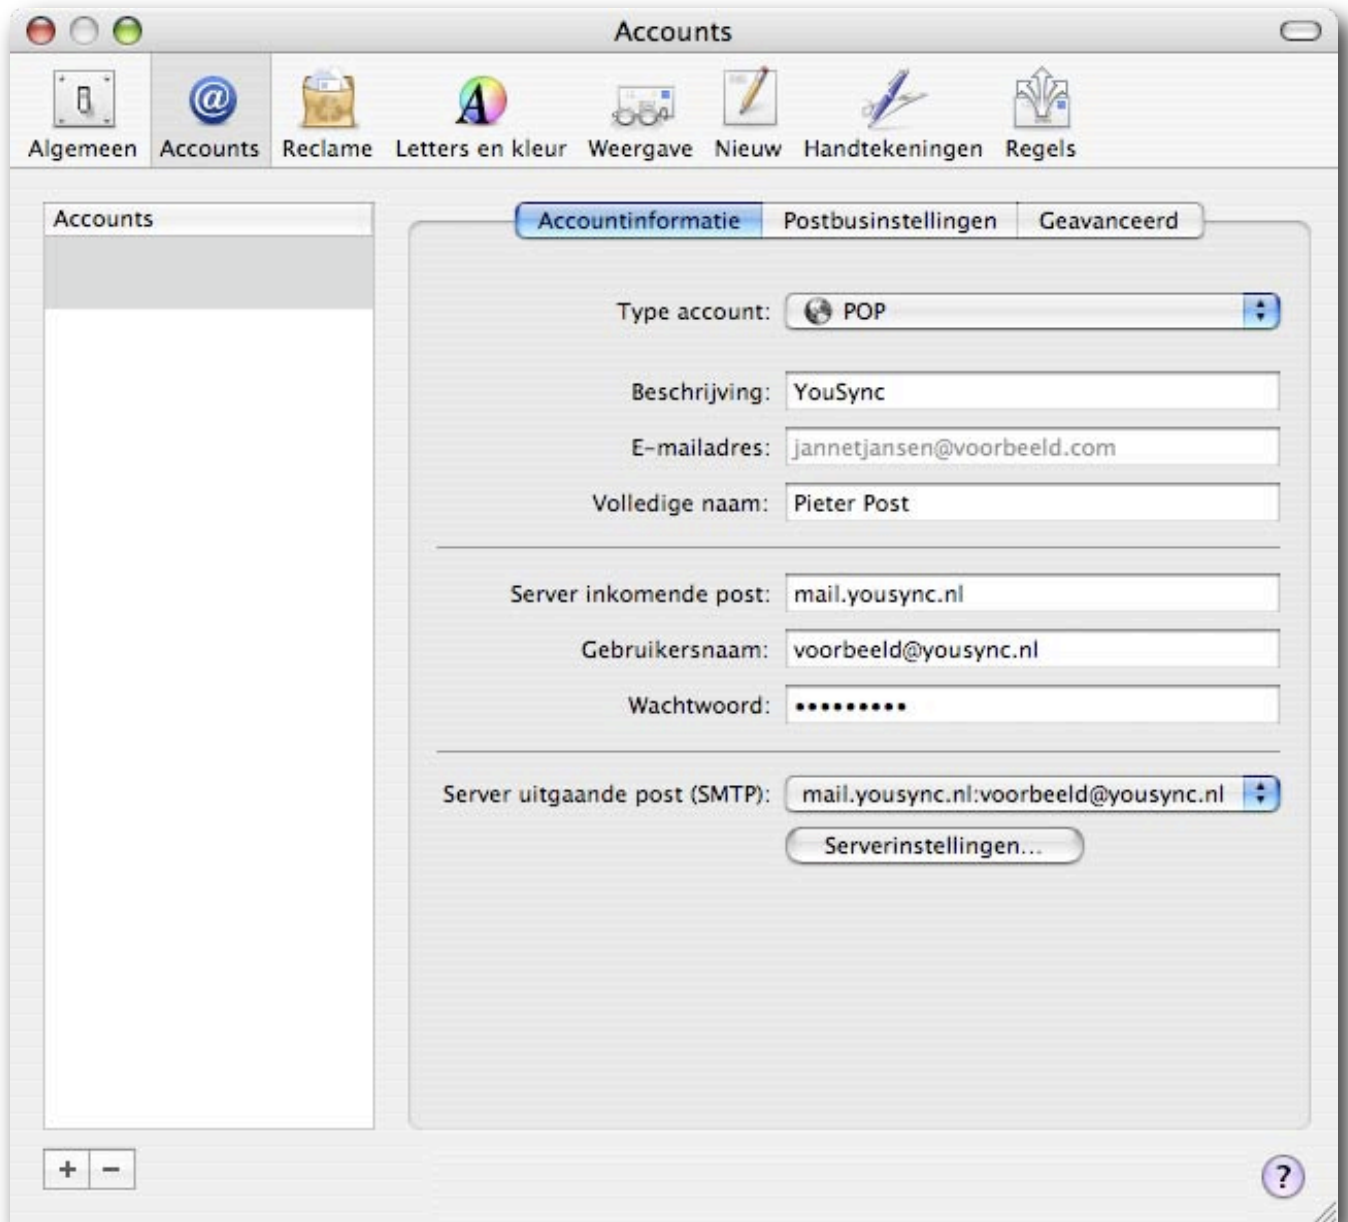 Accounts
Algemeen Accounts Reclame Letters en kleur Weergave Nieuw Handtekeningen Regels
Accounts
Accountinformatie Postbusinstellingen Geavanceerd
Type account: POP
Beschrijving: YouSync
E-mailadres: jannetjansen@voorbeeld.com
Volledige naam: Pieter Post
Server inkomende post: mail.yousync.nl
Gebruikersnaam: voorbeeld@yousync.nl
Wachtwoord: •••••••••
Server uitgaande post (SMTP): mail.yousync.nl:voorbeeld@yousync.nl
Serverinstellingen...
+ − ?